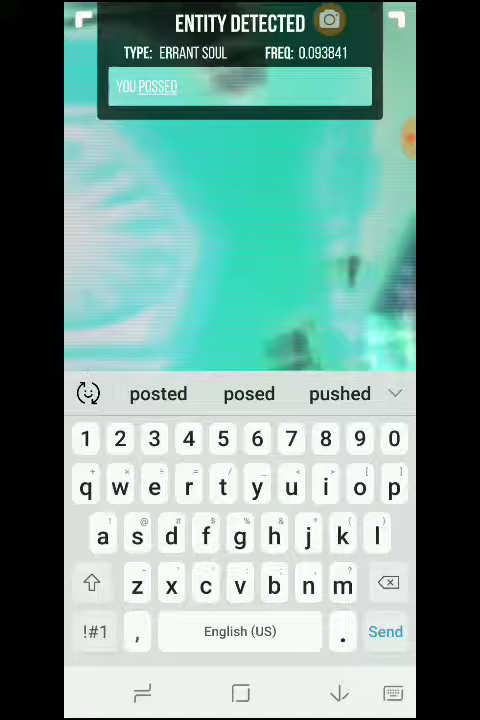 ENTITY DETECTED
TYPE: ERRANT SOUL FREQ: 0.093841
YOU POSSED
posted posed pushed
1 2 3 4 5 6 7 8 9 0
+ × ÷ = / _ < > [ ]
q w e r t y u i o p
! @ # $ % ^ & * ( )
a s d f g h j k l
z x c v b n m
!#1 , English (US) . Send